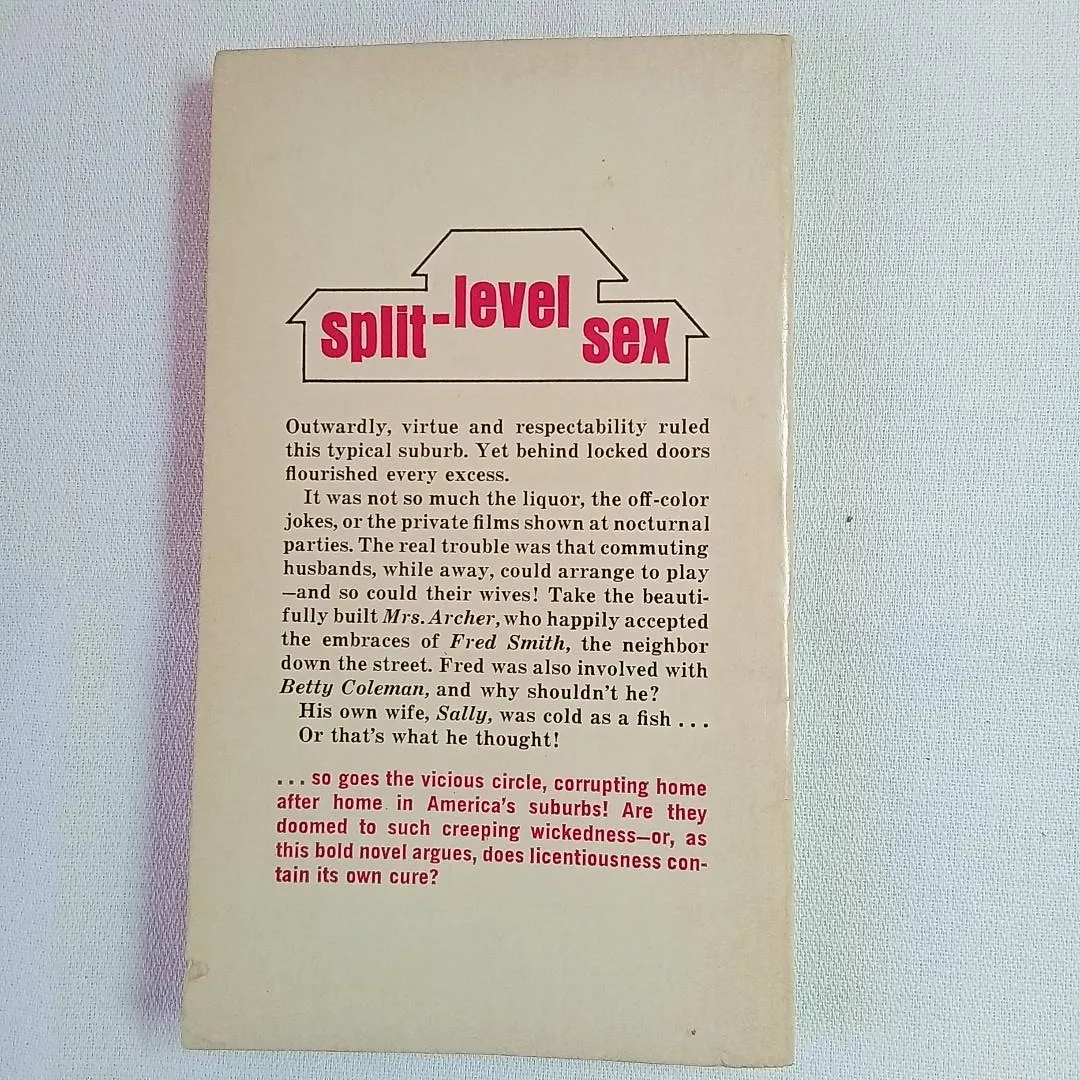 split-level sex
Outwardly, virtue and respectability ruled
this typical suburb. Yet behind locked doors
flourished every excess.
It was not so much the liquor, the off-color
jokes, or the private films shown at nocturnal
parties. The real trouble was that commuting
husbands, while away, could arrange to play
—and so could their wives! Take the beauti-
fully built Mrs. Archer, who happily accepted
the embraces of Fred Smith, the neighbor
down the street. Fred was also involved with
Betty Coleman, and why shouldn't he?
His own wife, Sally, was cold as a fish ...
Or that's what he thought!
... so goes the vicious circle, corrupting home
after home in America's suburbs! Are they
doomed to such creeping wickedness—or, as
this bold novel argues, does licentiousness con-
tain its own cure?